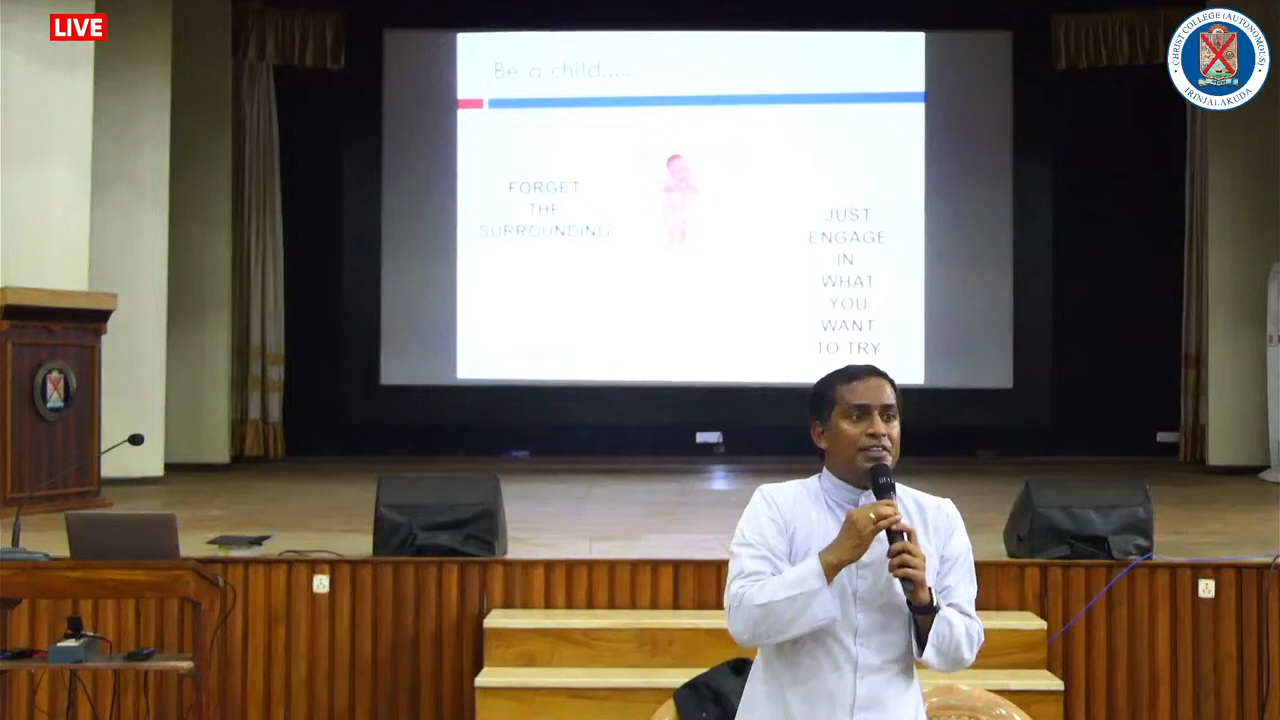 LIVE
CHRIST COLLEGE (AUTONOMOUS)
IRINJALAKUDA
Be a child.....
FORGET
THE
SURROUNDING
JUST
ENGAGE
IN
WHAT
YOU
WANT
TO TRY